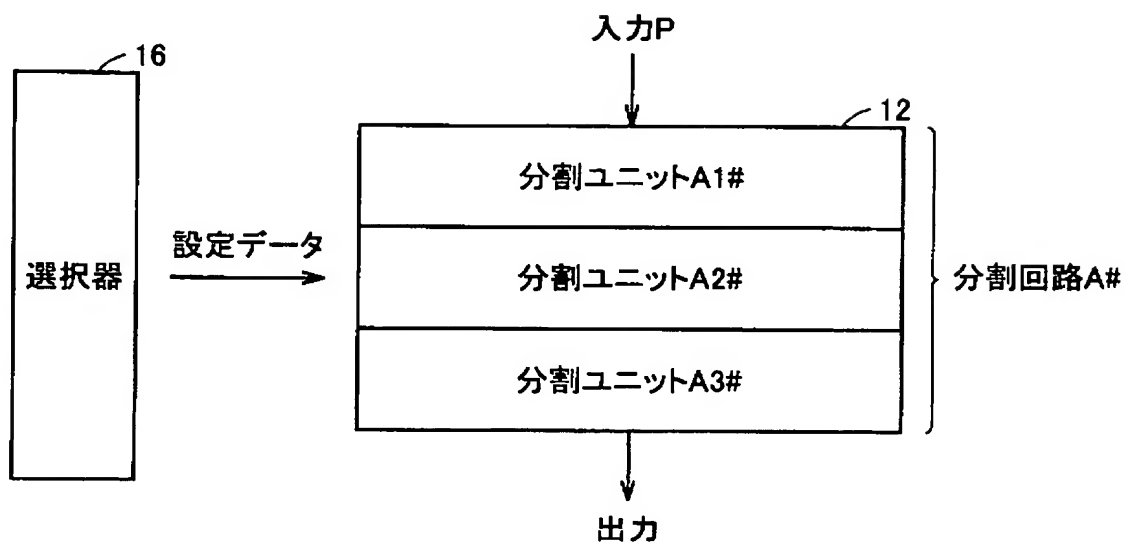 入力P
16
12
分割ユニットA1#
設定データ
選択器
分割ユニットA2#
分割回路A#
分割ユニットA3#
出力